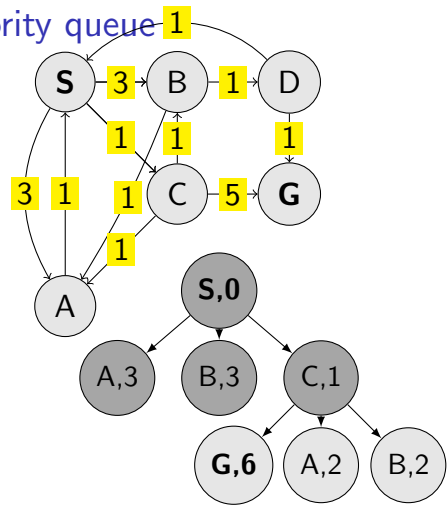 ority queue
1
S 3 B 1 D
1 1 1
3 1 1 C 5 G
1
A
S,0
A,3 B,3 C,1
G,6 A,2 B,2